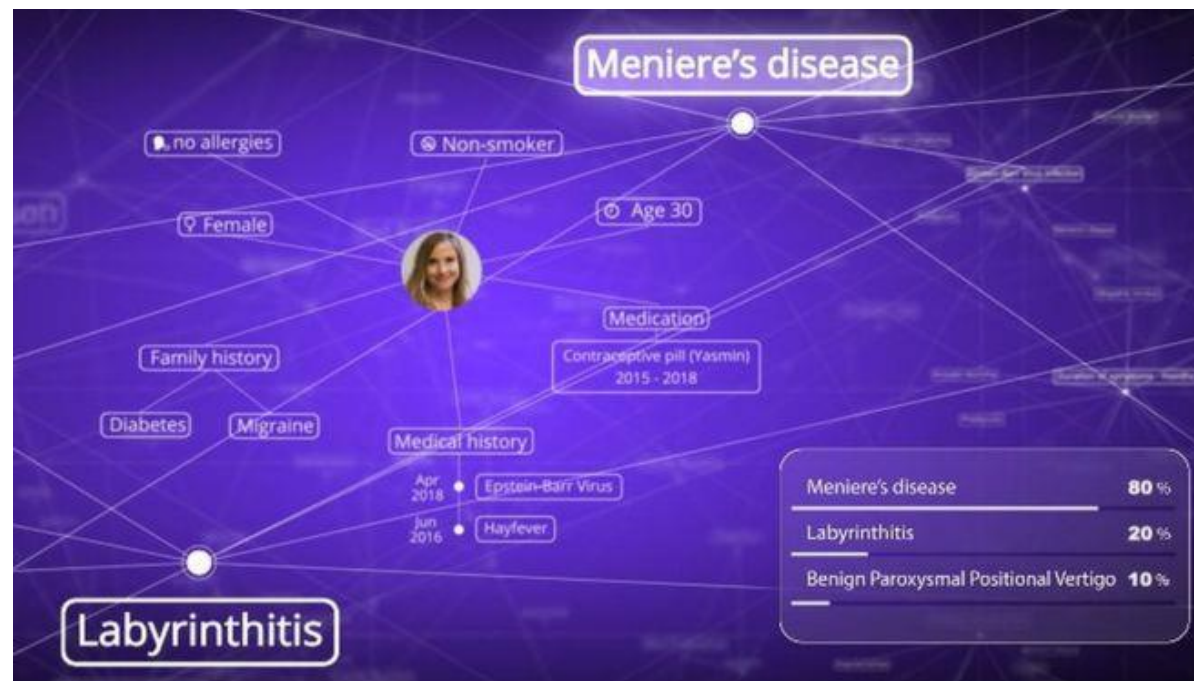 Meniere's disease
no allergies
Non-smoker
Age 30
Female
Medication
Contraceptive pill (Yasmin)
2015 - 2018
Family history
Diabetes
Migraine
Medical history
Apr
2018
Epstein-Barr Virus
Jun
2016
Hayfever
Labyrinthitis
Meniere's disease 80 %
Labyrinthitis 20 %
Benign Paroxysmal Positional Vertigo 10 %